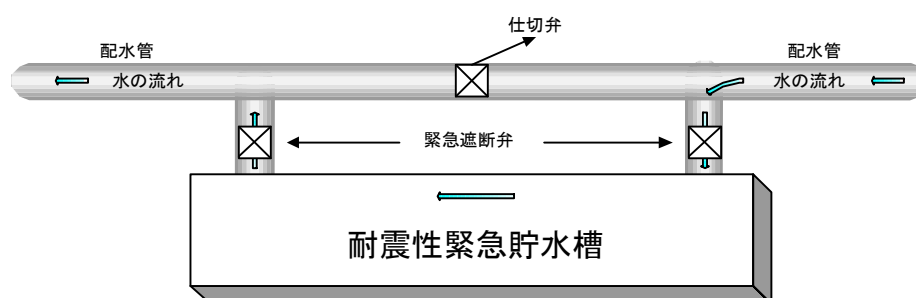 仕切弁
配水管
配水管
水の流れ
水の流れ
緊急遮断弁
耐震性緊急貯水槽